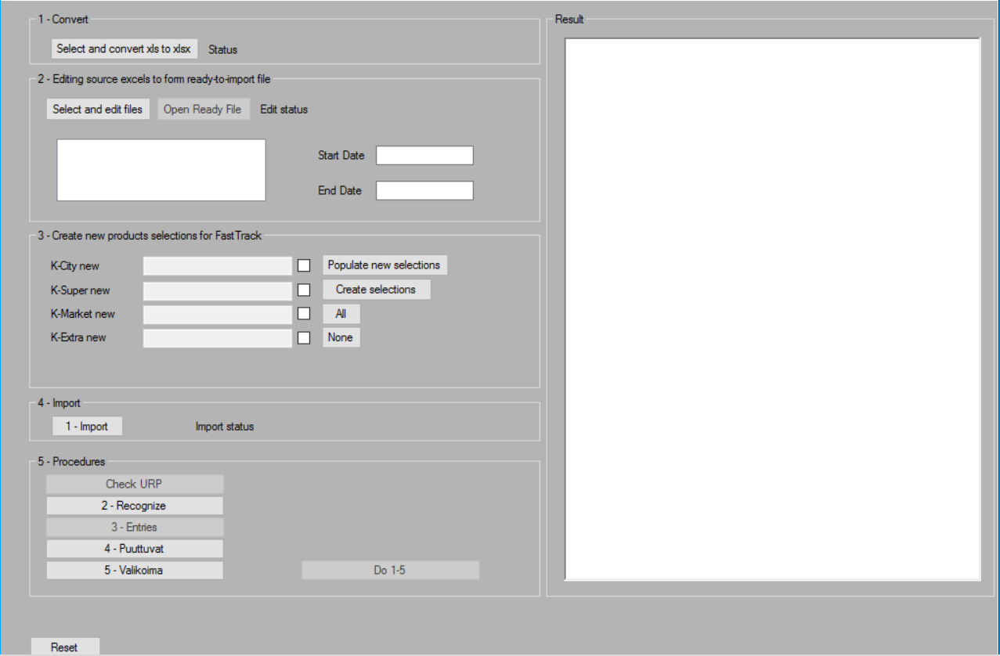 1 - Convert
Select and convert xls to xlsx Status
2 - Editing source excels to form ready-to-import file
Select and edit files Open Ready File Edit status
Start Date
End Date
3 - Create new products selections for FastTrack
K-City new Populate new selections
K-Super new Create selections
K-Market new All
K-Extra new None
4 - Import
1 - Import Import status
5 - Procedures
Check URP
2 - Recognize
3 - Entries
4 - Puuttuvat
5 - Valikoima Do 1-5
Reset
Result